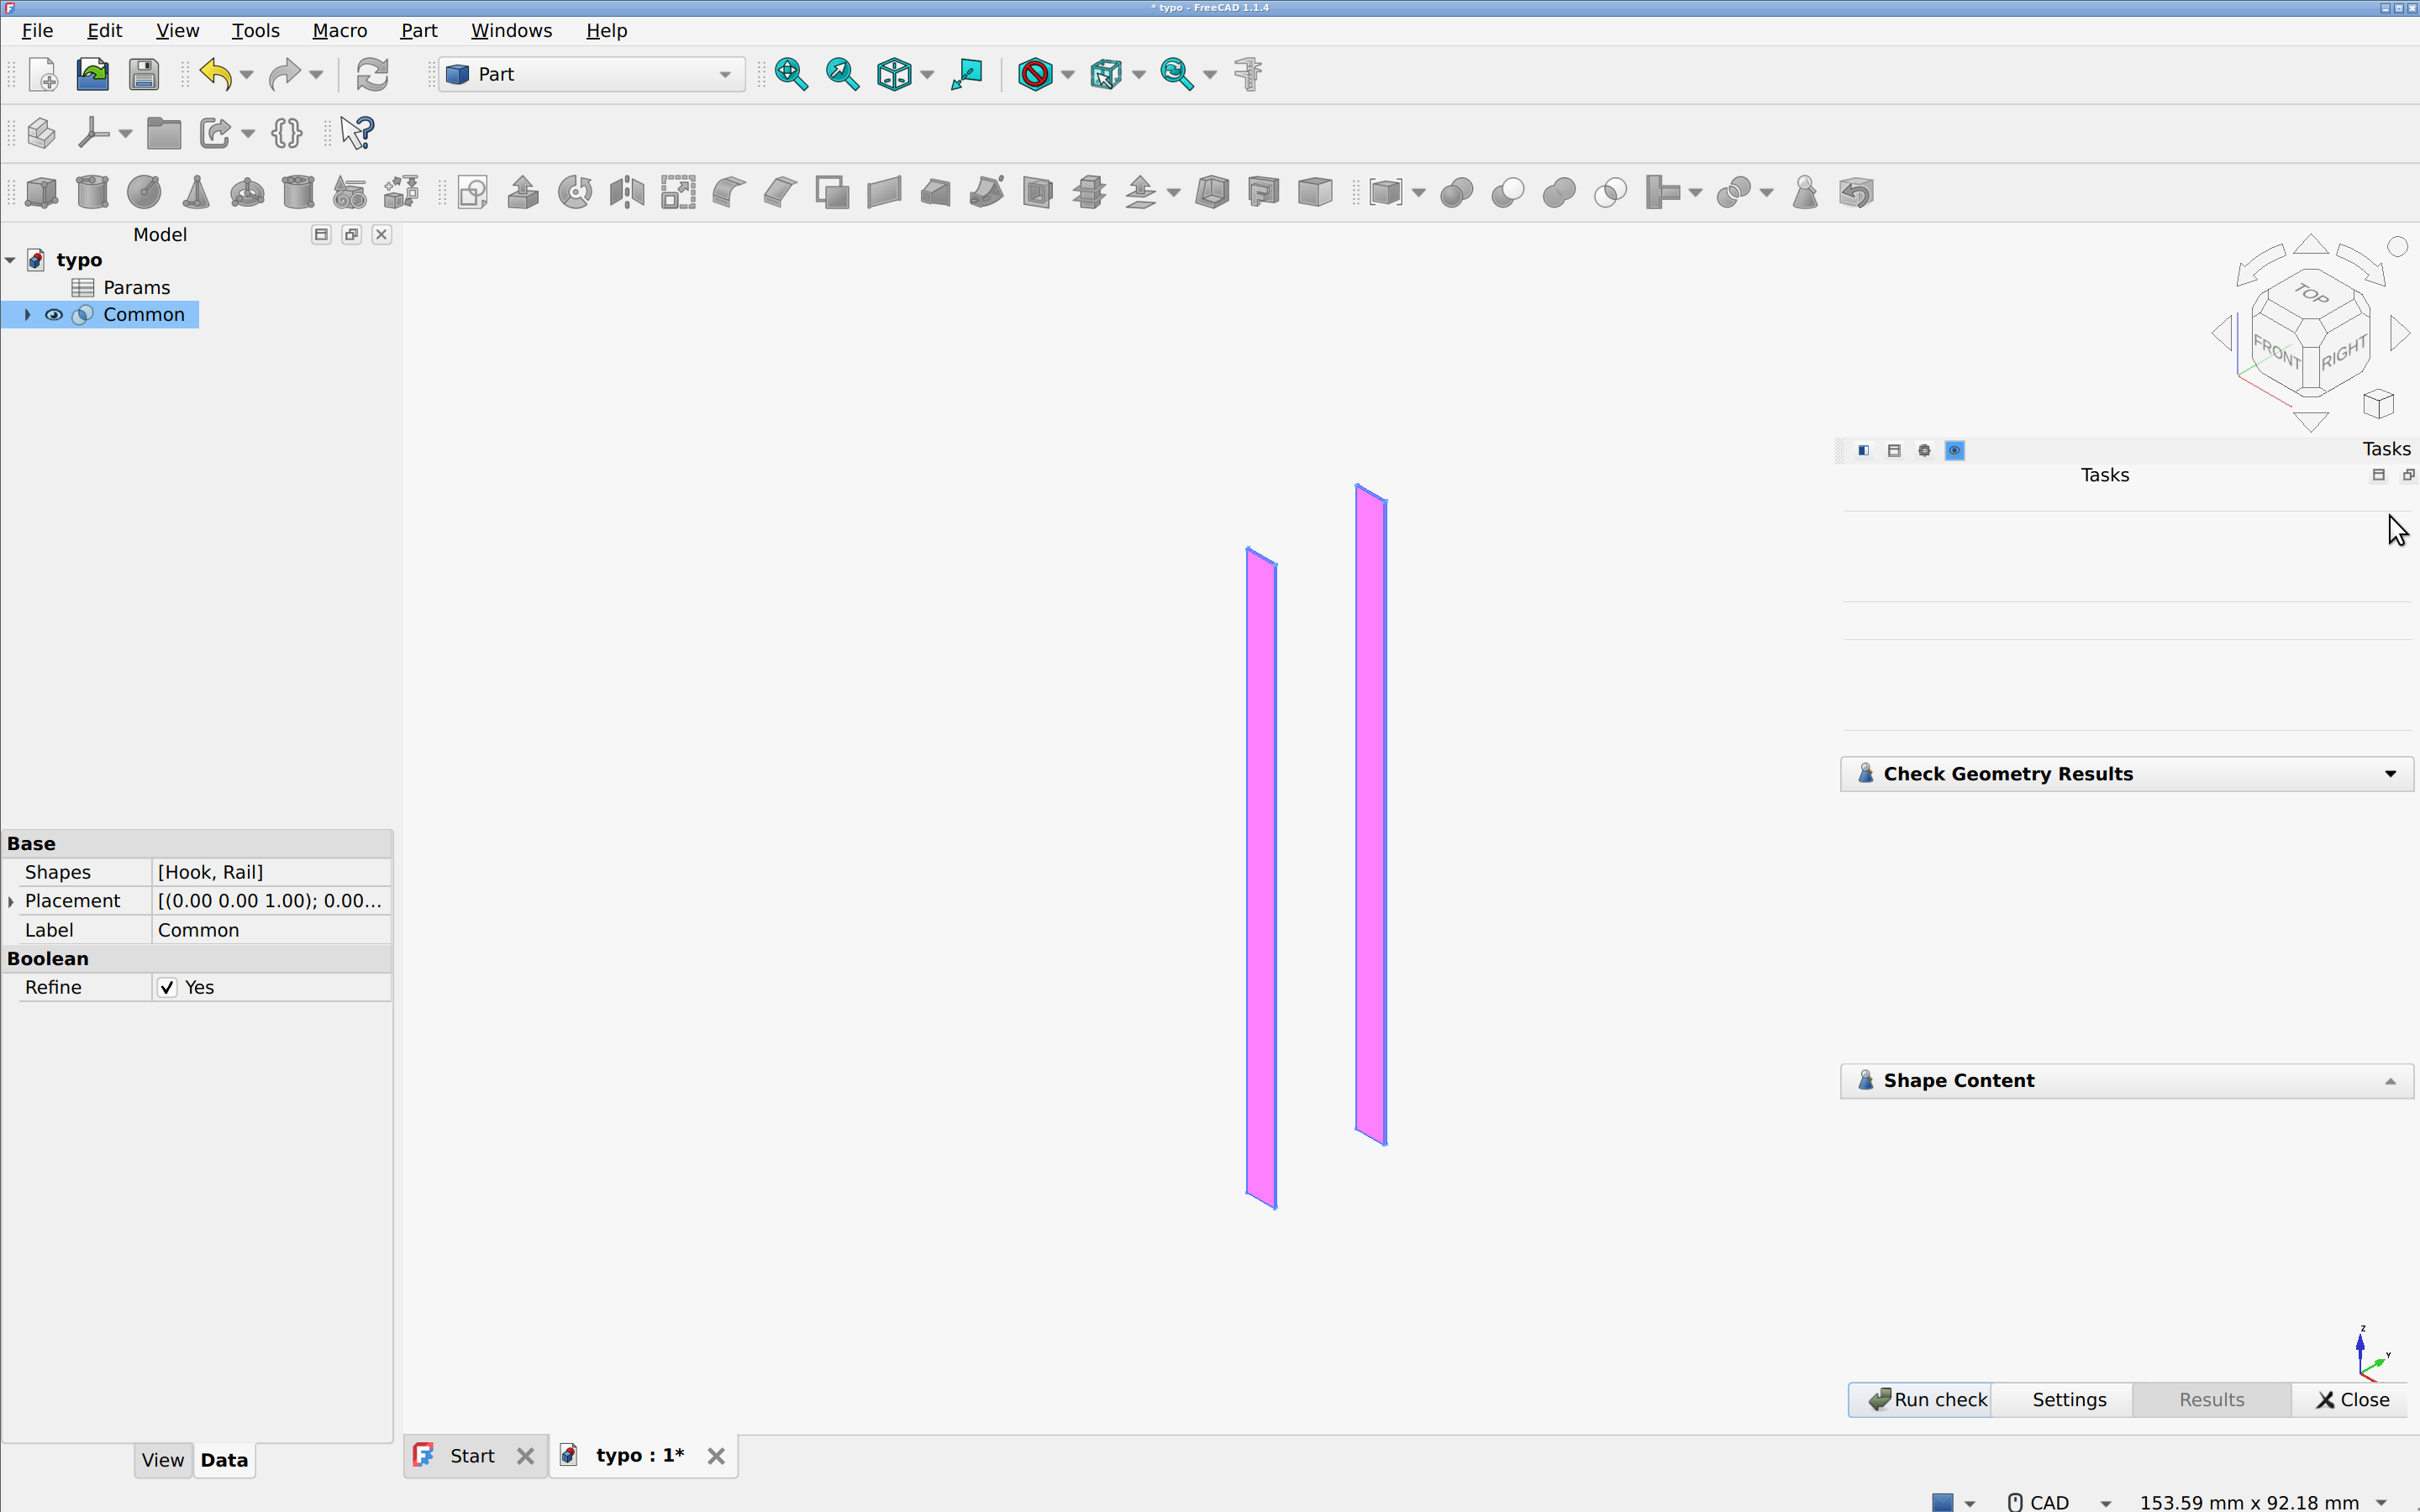 * typo - FreeCAD 1.1.4
File Edit View Tools Macro Part Windows Help
Part
Model
typo
Params
Common
TOP
FRONT
RIGHT
Tasks
Tasks
Check Geometry Results
Base
Shapes [Hook, Rail]
Placement [(0.00 0.00 1.00); 0.00...
Label Common
Boolean
Refine Yes
Shape Content
Z
Y
Run check Settings Results Close
View Data
Start typo : 1*
CAD 153.59 mm x 92.18 mm